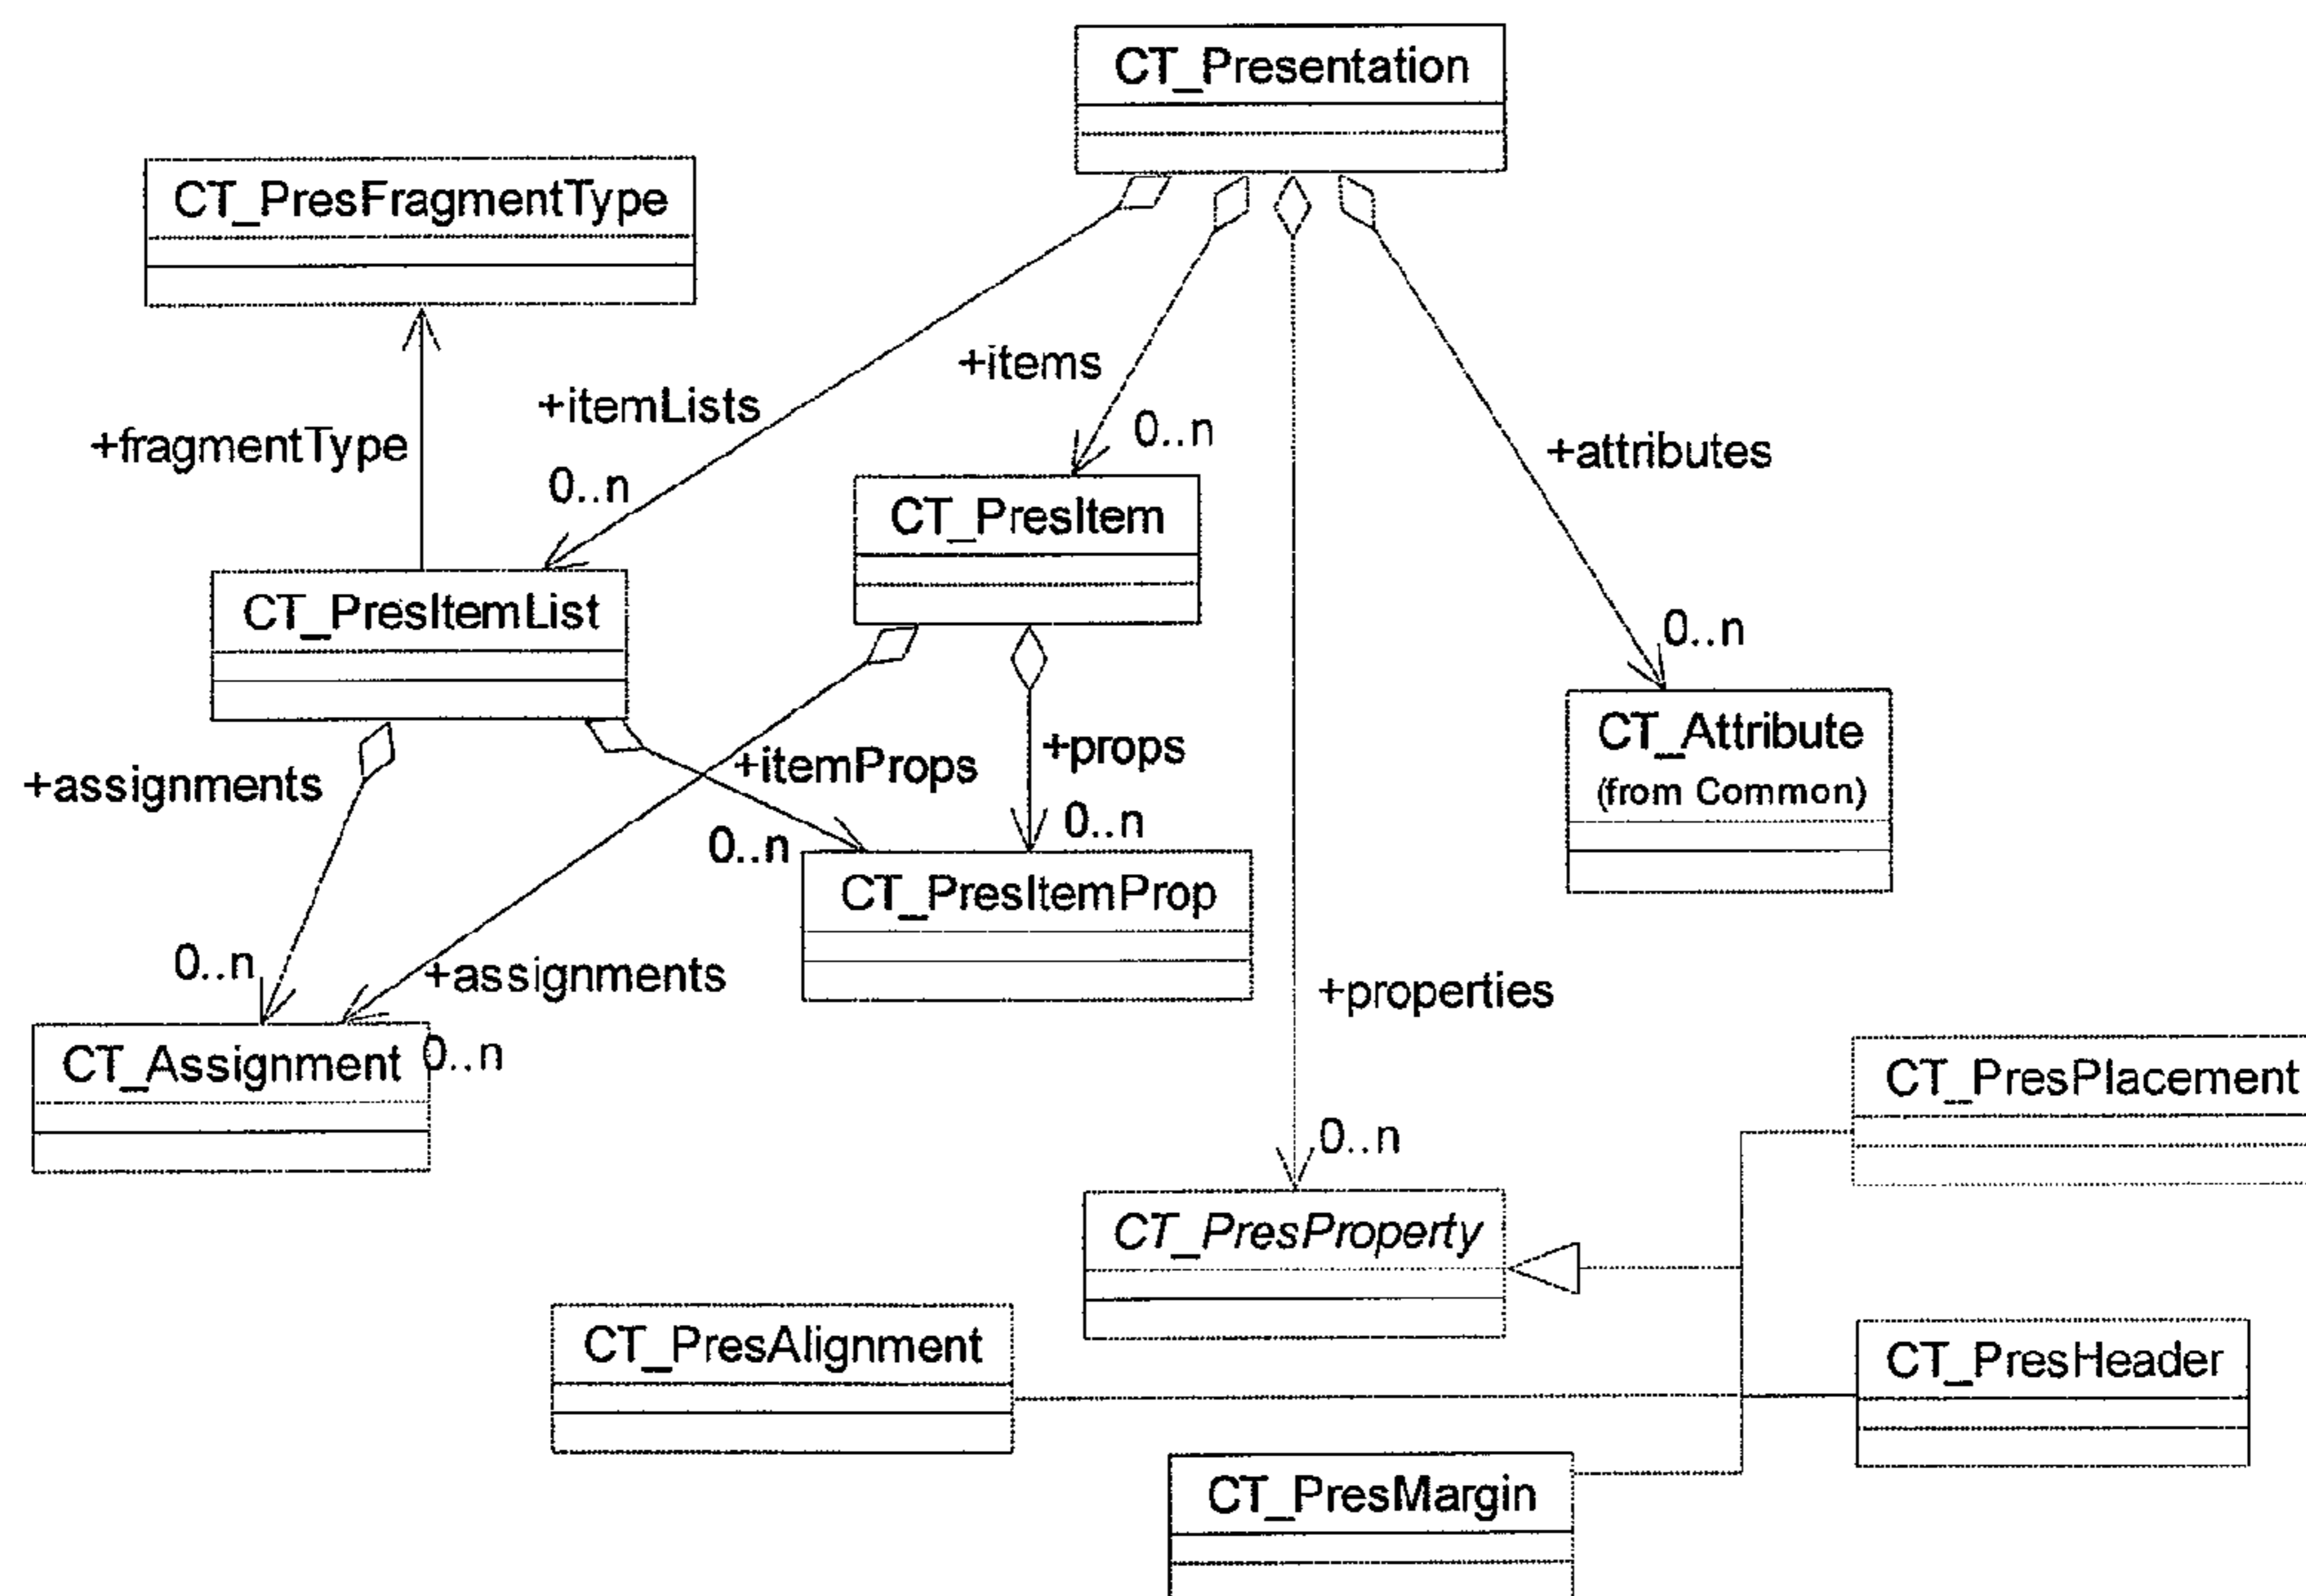 CT_Presentation
CT_PresFragmentType
+items
+itemLists
0..n
+fragmentType
+attributes
0..n
CT_PresItem
CT_PresItemList
0..n
CT_Attribute
(from Common)
+props
+itemProps
+assignments
0..n
0..n
CT_PresItemProp
0..n
+assignments
+properties
CT_Assignment
0..n
CT_PresPlacement
0..n
CT_PresProperty
CT_PresAlignment
CT_PresHeader
CT_PresMargin